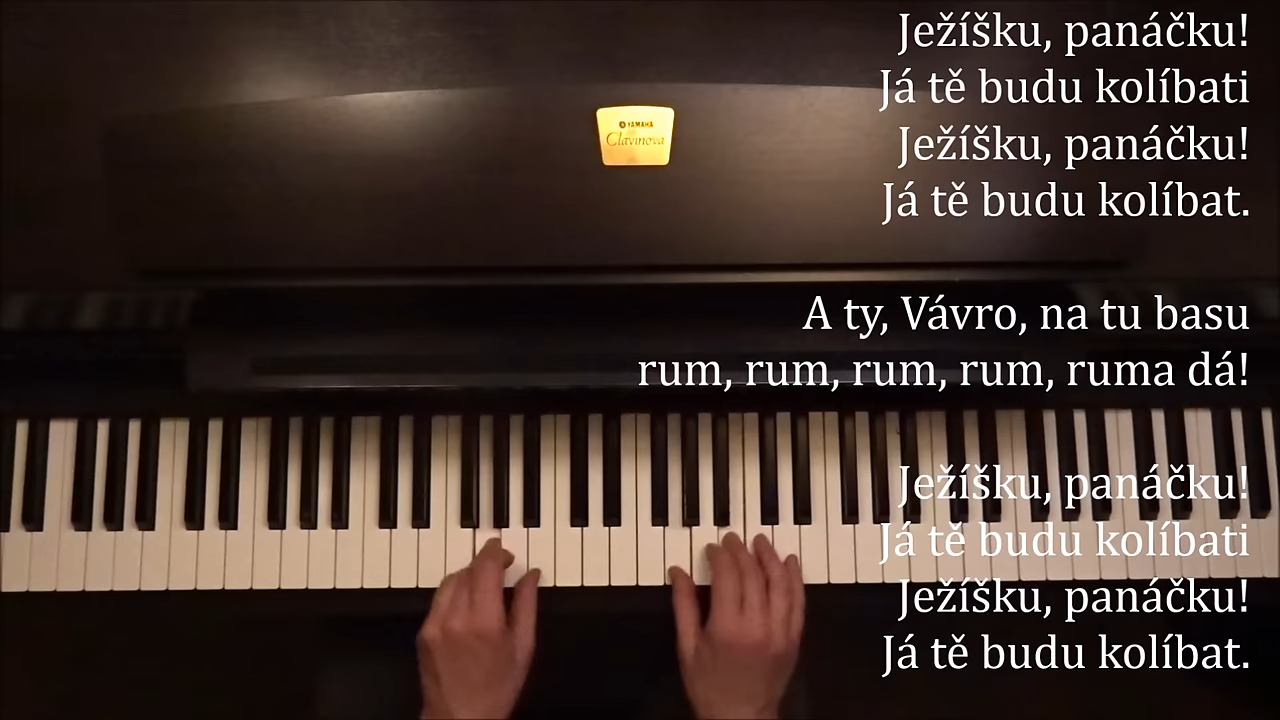 Ježíšku, panáčku!
Já tě budu kolíbati
Ježíšku, panáčku!
Já tě budu kolíbat.
YAMAHA
Clavinova
A ty, Vávro, na tu basu
rum, rum, rum, rum, ruma dá!
Ježíšku, panáčku!
Já tě budu kolíbati
Ježíšku, panáčku!
Já tě budu kolíbat.